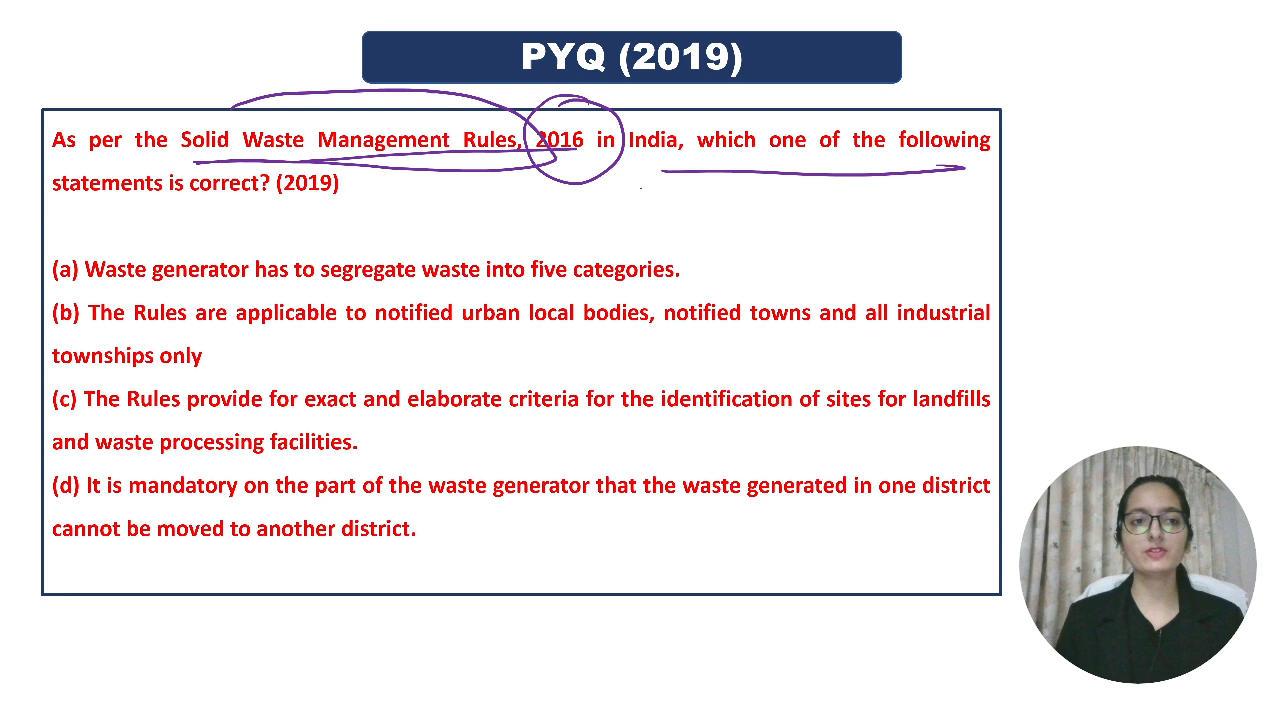 PYQ (2019)
As per the Solid Waste Management Rules, 2016 in India, which one of the following
statements is correct? (2019)
(a) Waste generator has to segregate waste into five categories.
(b) The Rules are applicable to notified urban local bodies, notified towns and all industrial
townships only
(c) The Rules provide for exact and elaborate criteria for the identification of sites for landfills
and waste processing facilities.
(d) It is mandatory on the part of the waste generator that the waste generated in one district
cannot be moved to another district.